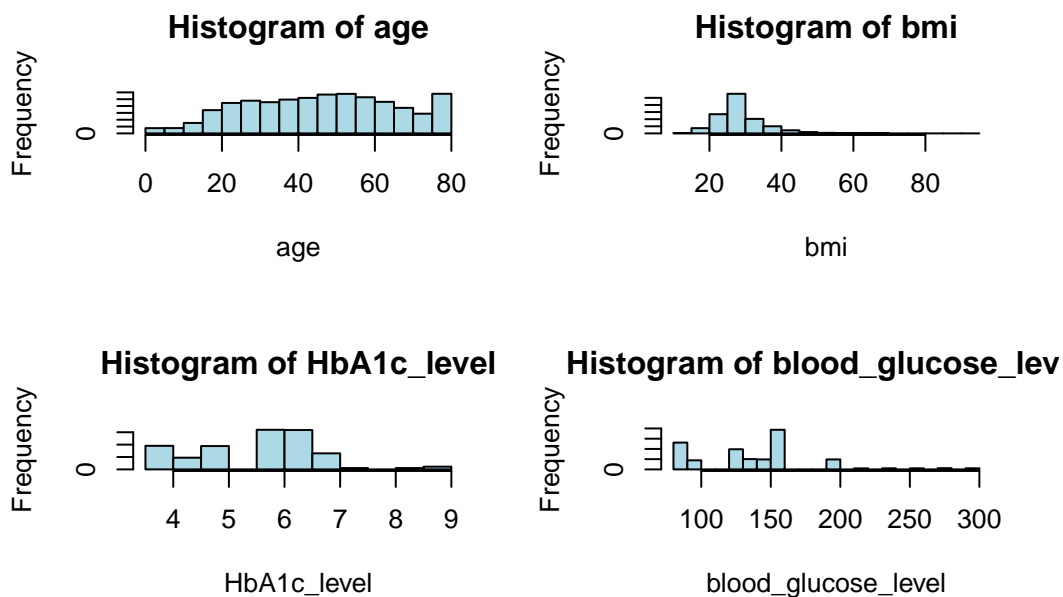 Histogram of age
Frequency
0
0 20 40 60 80
age
Histogram of bmi
Frequency
0
20 40 60 80
bmi
Histogram of HbA1c_level
Frequency
0
4 5 6 7 8 9
HbA1c_level
Histogram of blood_glucose_lev
Frequency
0
100 150 200 250 300
blood_glucose_level